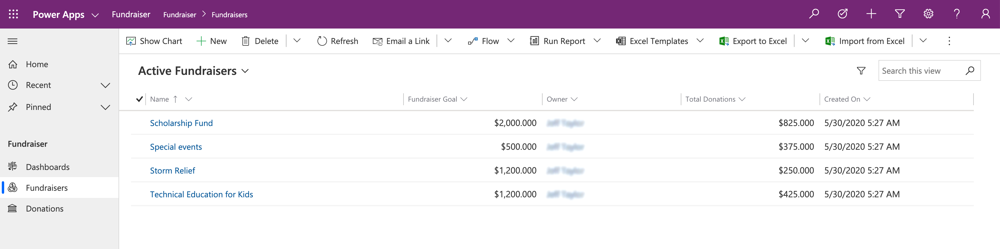 Power Apps Fundraiser Fundraiser Fundraisers
Show Chart New Delete Refresh Email a Link Flow Run Report Excel Templates Export to Excel Import from Excel
Home
Recent
Pinned
Fundraiser
Dashboards
Fundraisers
Donations
Active Fundraisers Search this view
Name Fundraiser Goal Owner Total Donations Created On
Scholarship Fund $2,000.000 $825.000 5/30/2020 5:27 AM
Special events $500.000 $375.000 5/30/2020 5:27 AM
Storm Relief $1,200.000 $250.000 5/30/2020 5:27 AM
Technical Education for Kids $1,200.000 $425.000 5/30/2020 5:27 AM